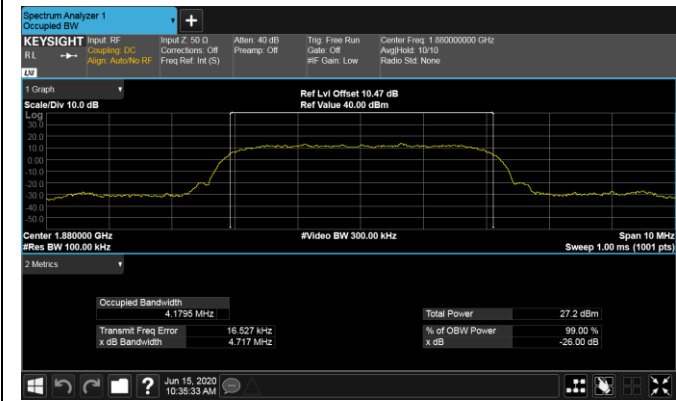 Spectrum Analyzer 1
Occupied BW
+
KEYSIGHT Input: RF Input Z: 50 Ω Atten: 40 dB Trig: Free Run Center Freq: 1.880000000 GHz
RL Coupling: DC Corrections: Off Preamp: Off Gate: Off Avg|Hold: 10/10
Align: Auto/No RF Freq Ref: Int (S) #IF Gain: Low Radio Std: None
LXI
1 Graph Ref Lvl Offset 10.47 dB
Scale/Div 10.0 dB Ref Value 40.00 dBm
Log
30.0
20.0
10.0
0.00
-10.0
-20.0
-30.0
-40.0
-50.0
Center 1.880000 GHz #Video BW 300.00 kHz Span 10 MHz
#Res BW 100.00 kHz Sweep 1.00 ms (1001 pts)
2 Metrics
Occupied Bandwidth
4.1795 MHz Total Power 27.2 dBm
Transmit Freq Error 16.527 kHz % of OBW Power 99.00 %
x dB Bandwidth 4.717 MHz x dB -26.00 dB
? Jun 15, 2020
10:35:33 AM